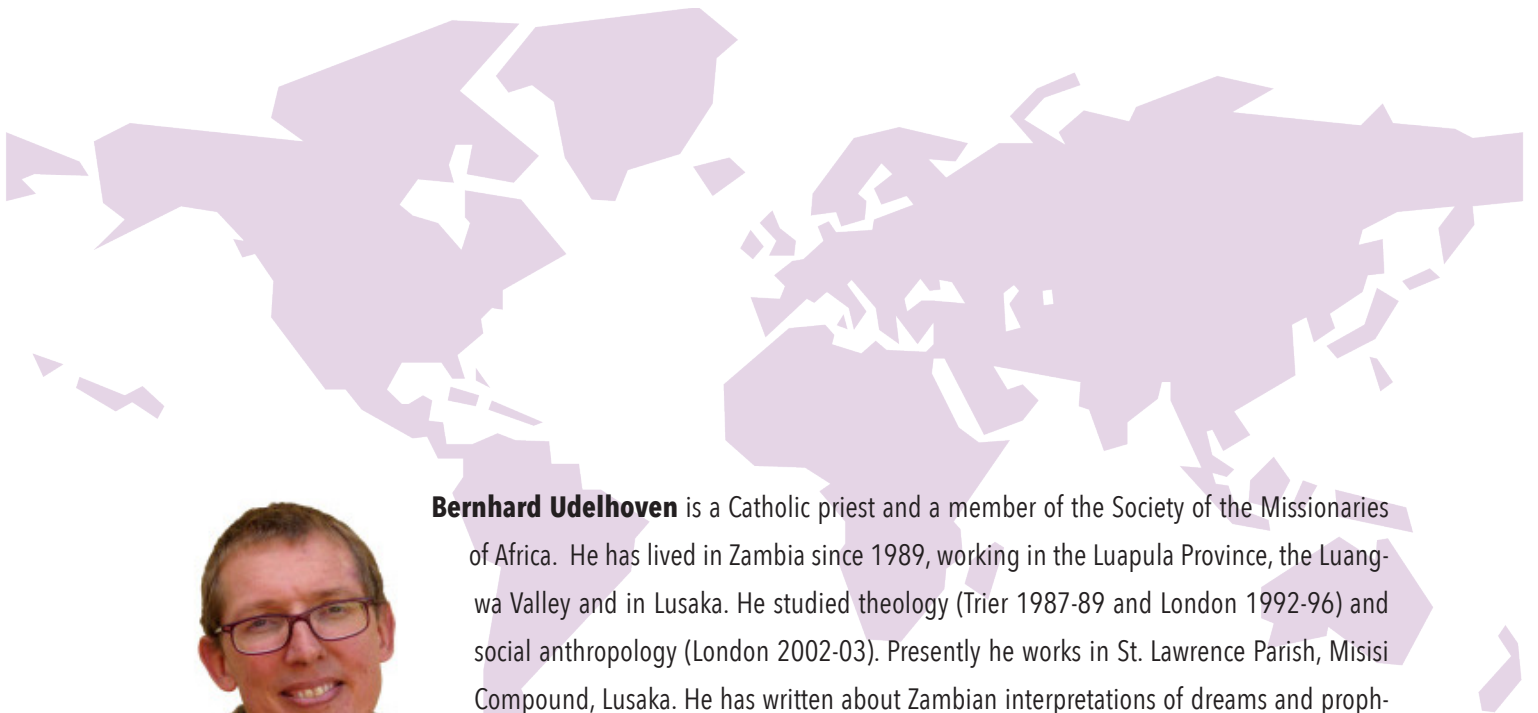 Bernhard Udelhoven is a Catholic priest and a member of the Society of the Missionaries
of Africa. He has lived in Zambia since 1989, working in the Luapula Province, the Luang-
wa Valley and in Lusaka. He studied theology (Trier 1987-89 and London 1992-96) and
social anthropology (London 2002-03). Presently he works in St. Lawrence Parish, Misisi
Compound, Lusaka. He has written about Zambian interpretations of dreams and proph-